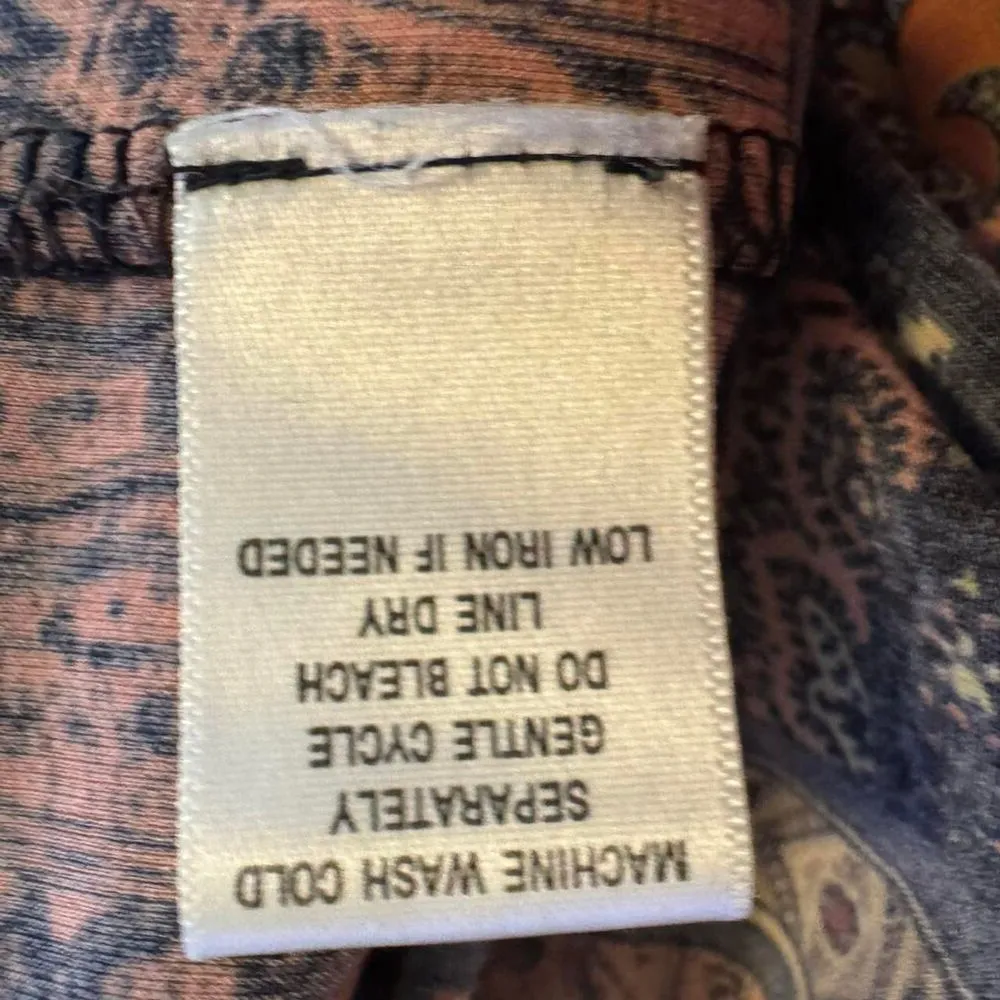 MACHINE WASH COLD
SEPARATELY
GENTLE CYCLE
DO NOT BLEACH
LINE DRY
LOW IRON IF NEEDED